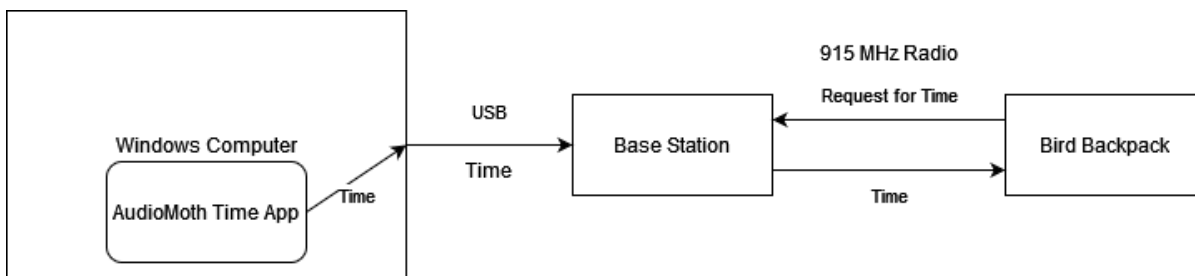 915 MHz Radio
USB
Request for Time
Windows Computer
Base Station
Bird Backpack
Time
AudioMoth Time App
Time
Time